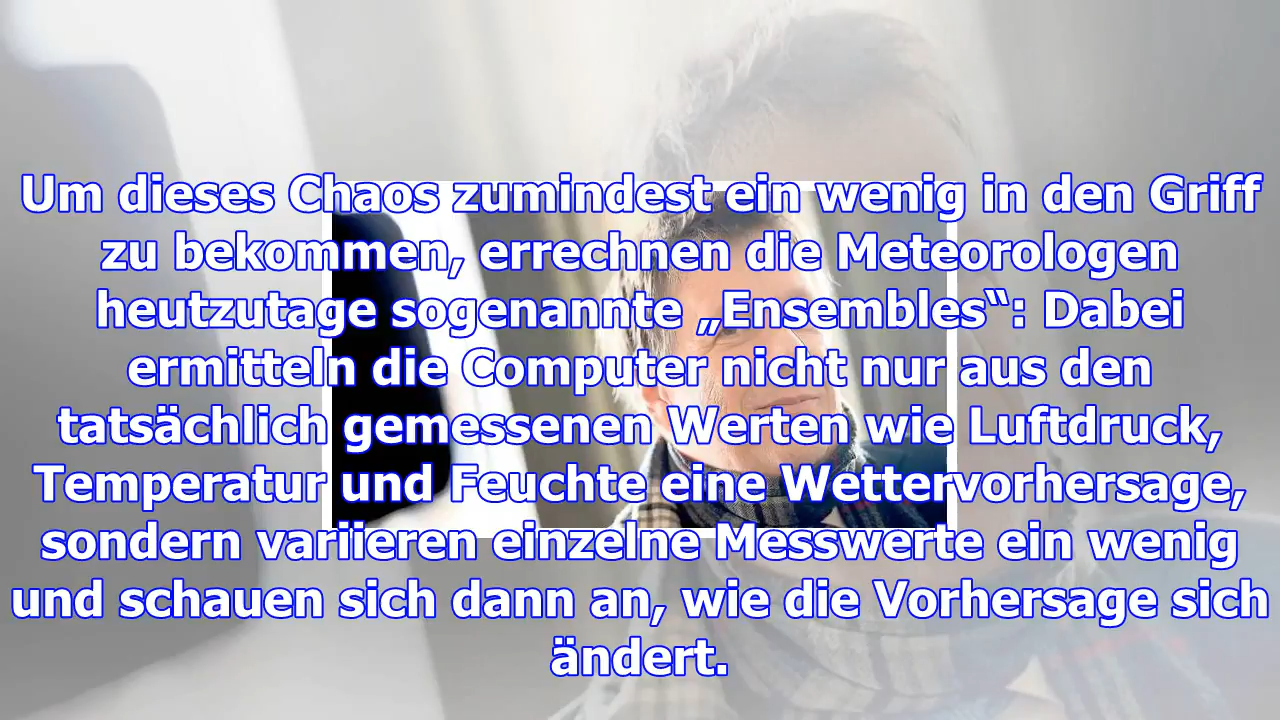 Um dieses Chaos zumindest ein wenig in den Griff
zu bekommen, errechnen die Meteorologen
heutzutage sogenannte „Ensembles“: Dabei
ermitteln die Computer nicht nur aus den
tatsächlich gemessenen Werten wie Luftdruck,
Temperatur und Feuchte eine Wettervorhersage,
sondern variieren einzelne Messwerte ein wenig
und schauen sich dann an, wie die Vorhersage sich
ändert.